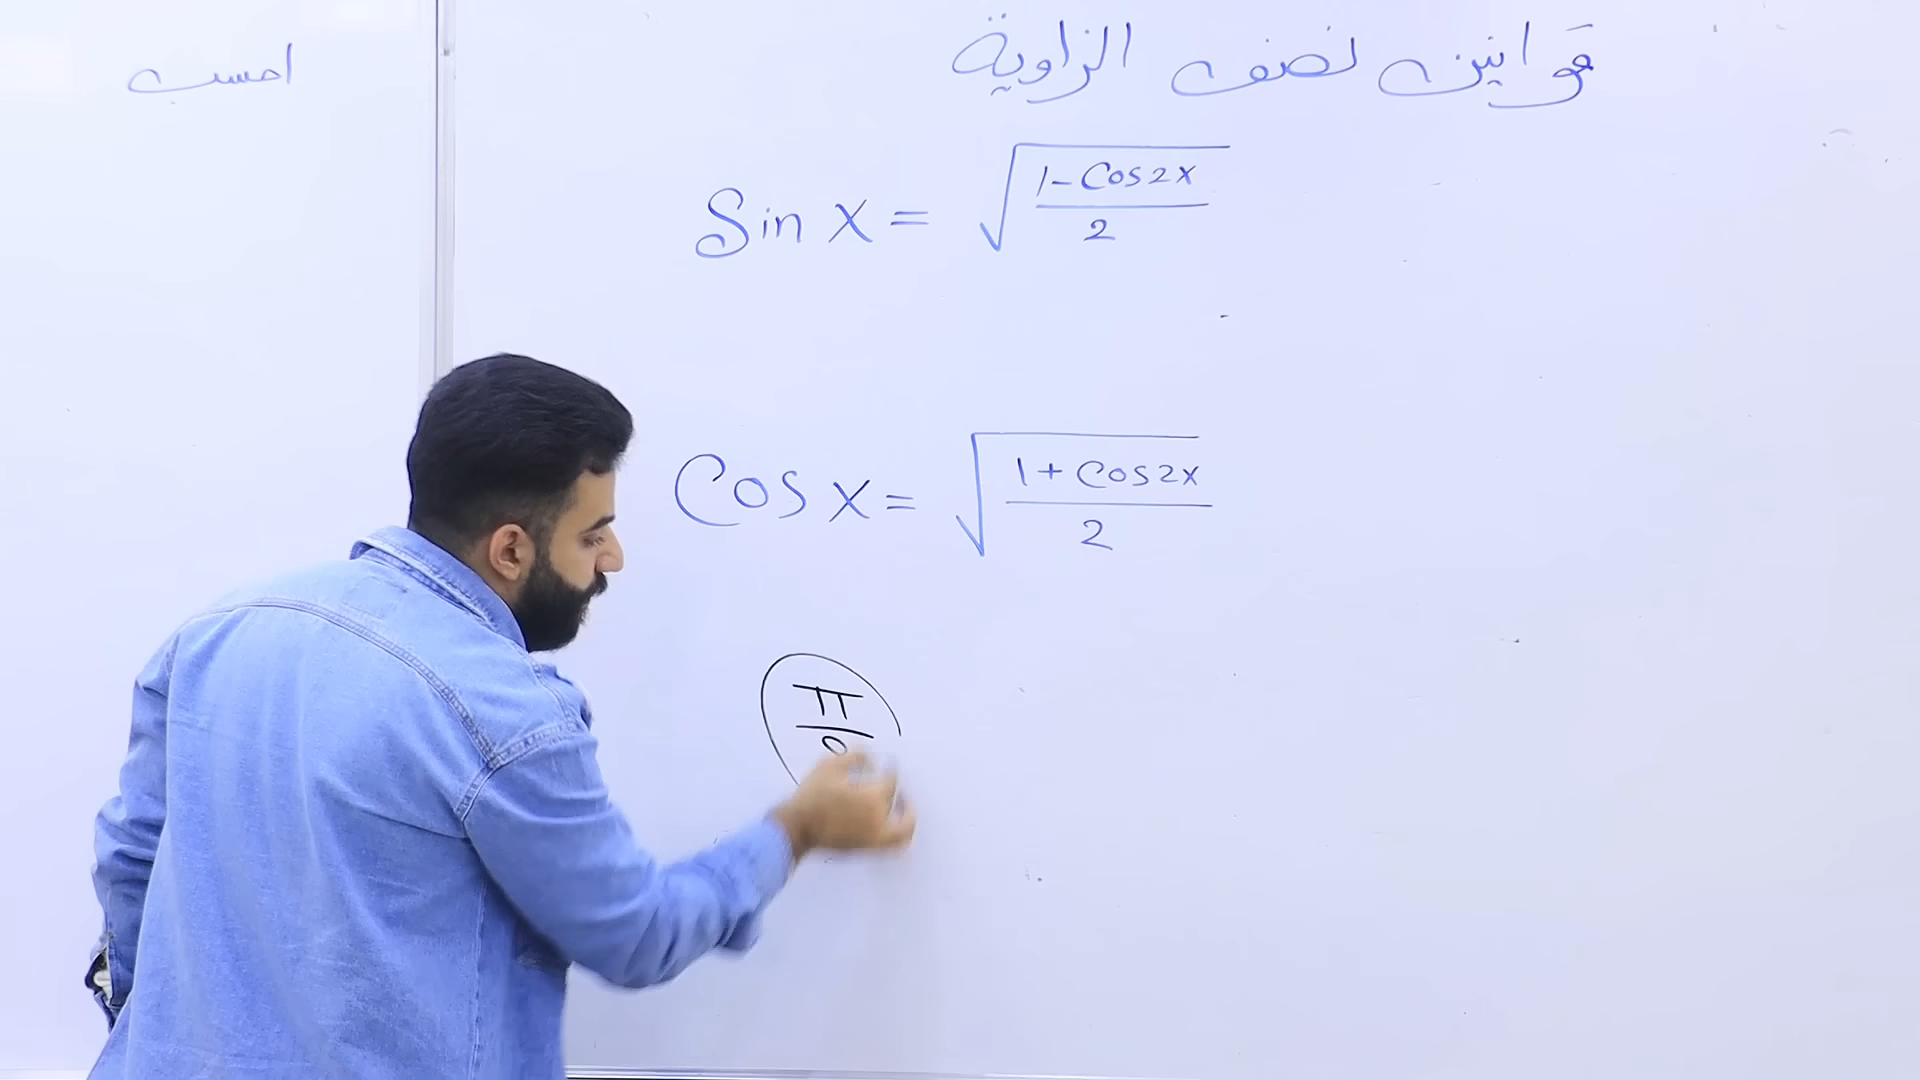 قوانين نصف الزاوية
احسب
Sin x = √((1 - Cos2x)/2)
Cos x = √((1 + Cos2x)/2)
π